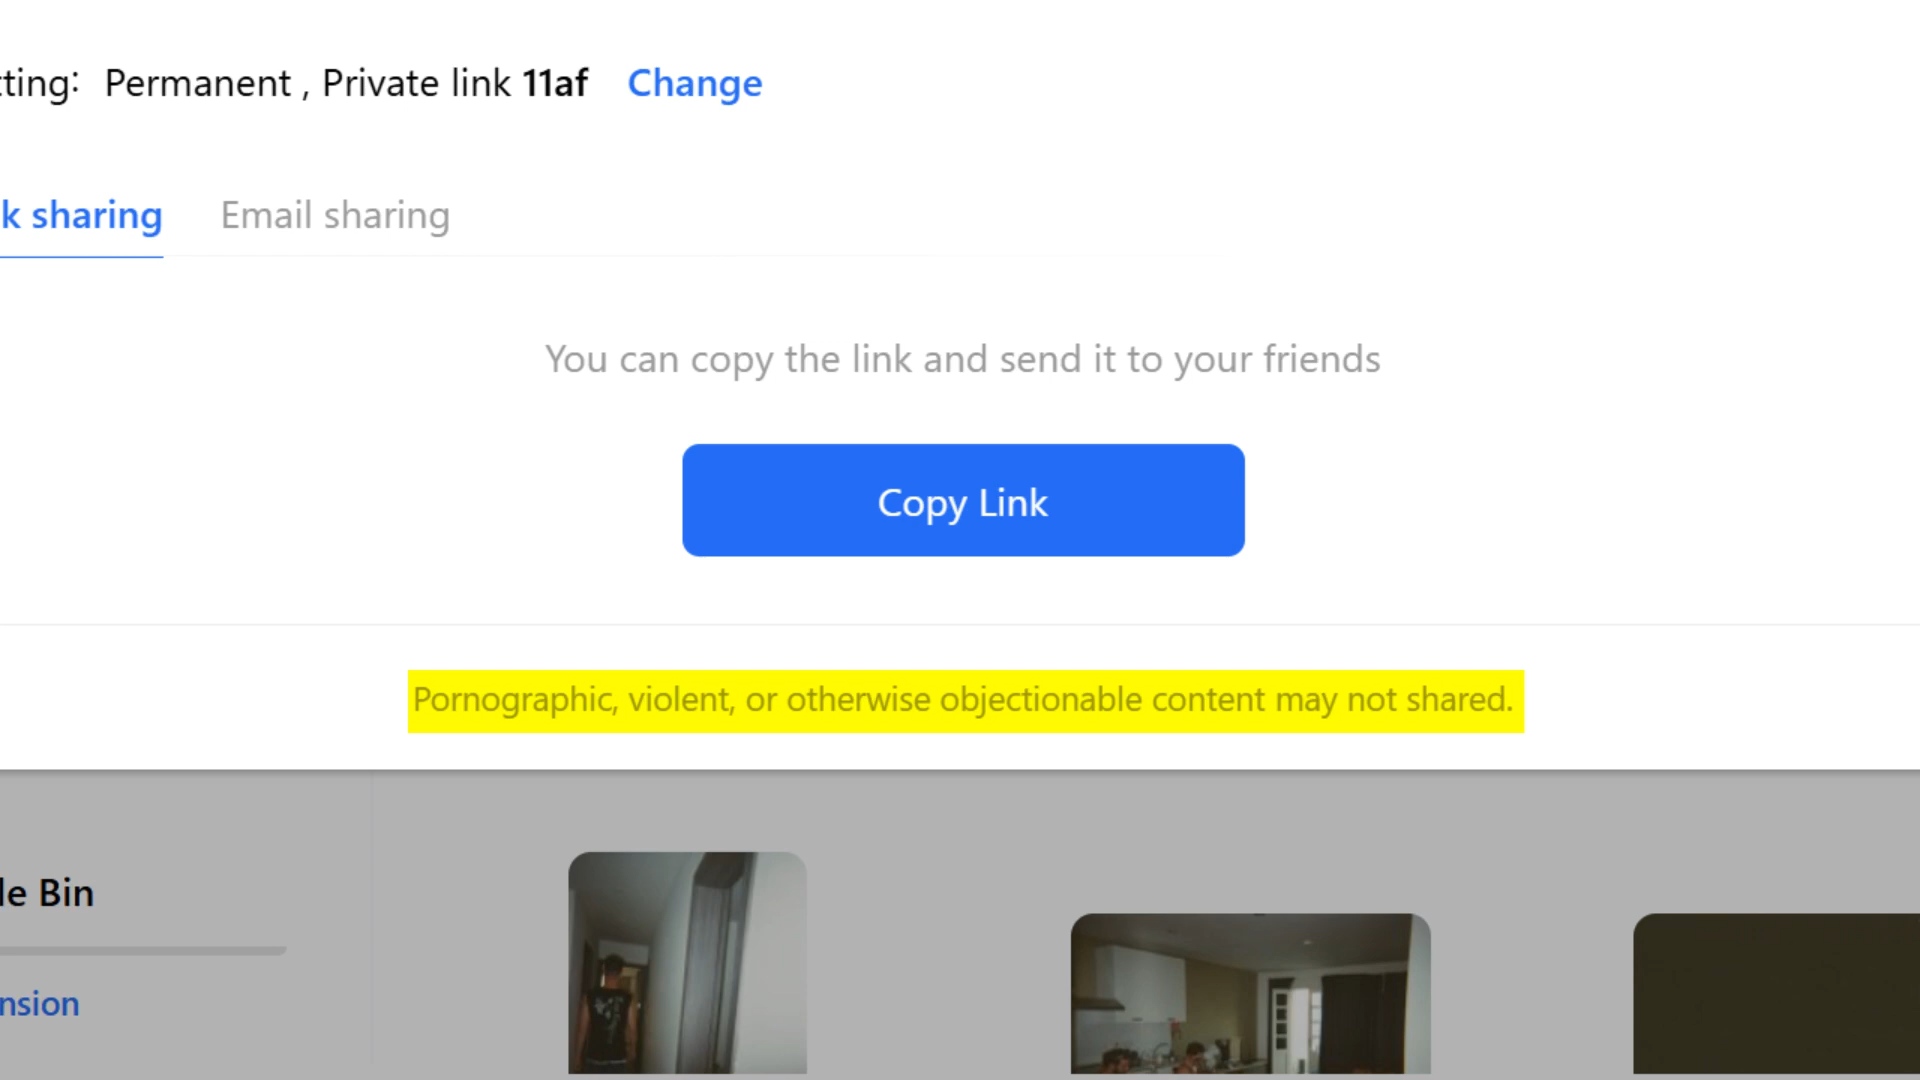 tting: Permanent , Private link 11af Change
k sharing Email sharing
You can copy the link and send it to your friends
Copy Link
Pornographic, violent, or otherwise objectionable content may not shared.
le Bin
nsion